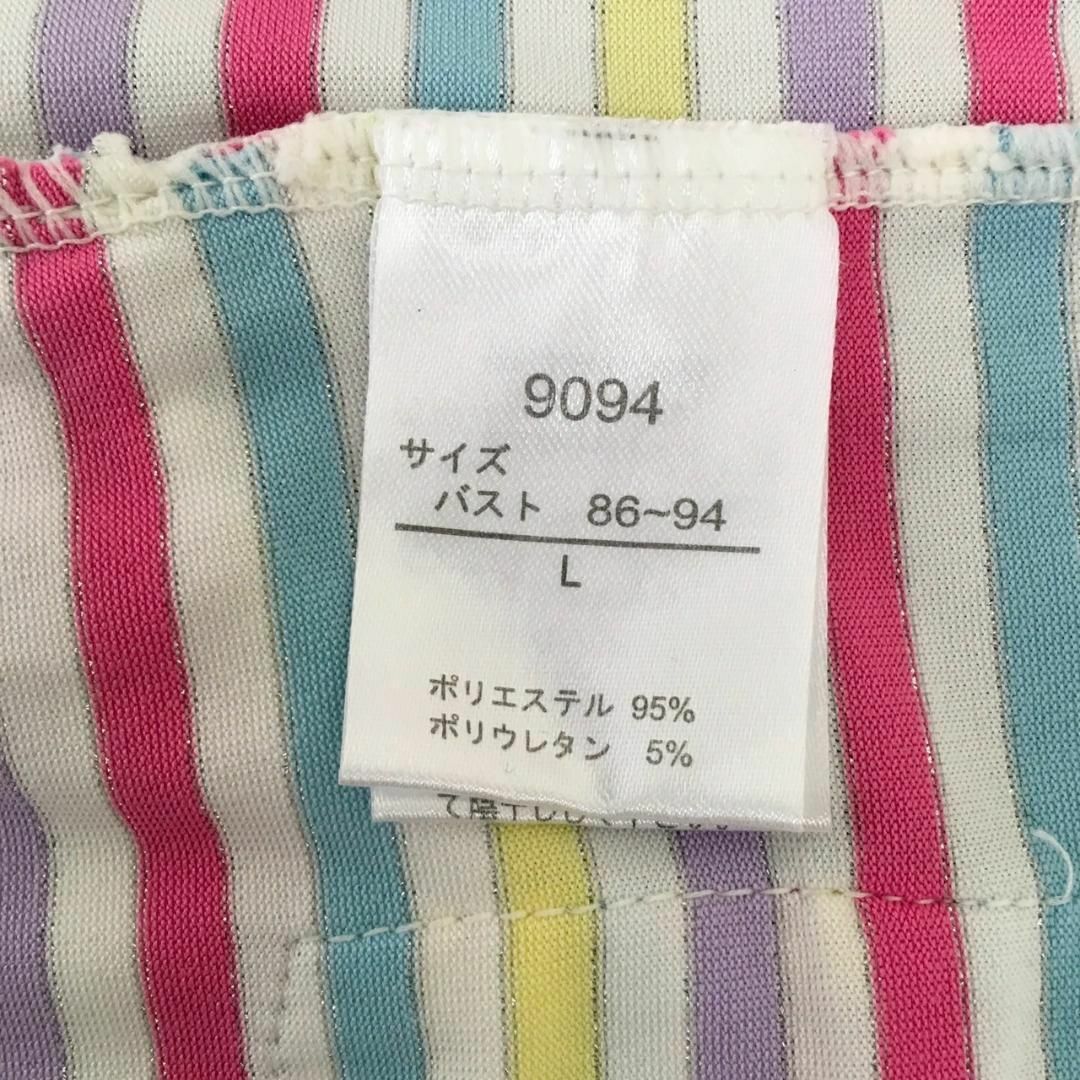 9094
サイズ
バスト 86~94
L
ポリエステル 95%
ポリウレタン 5%